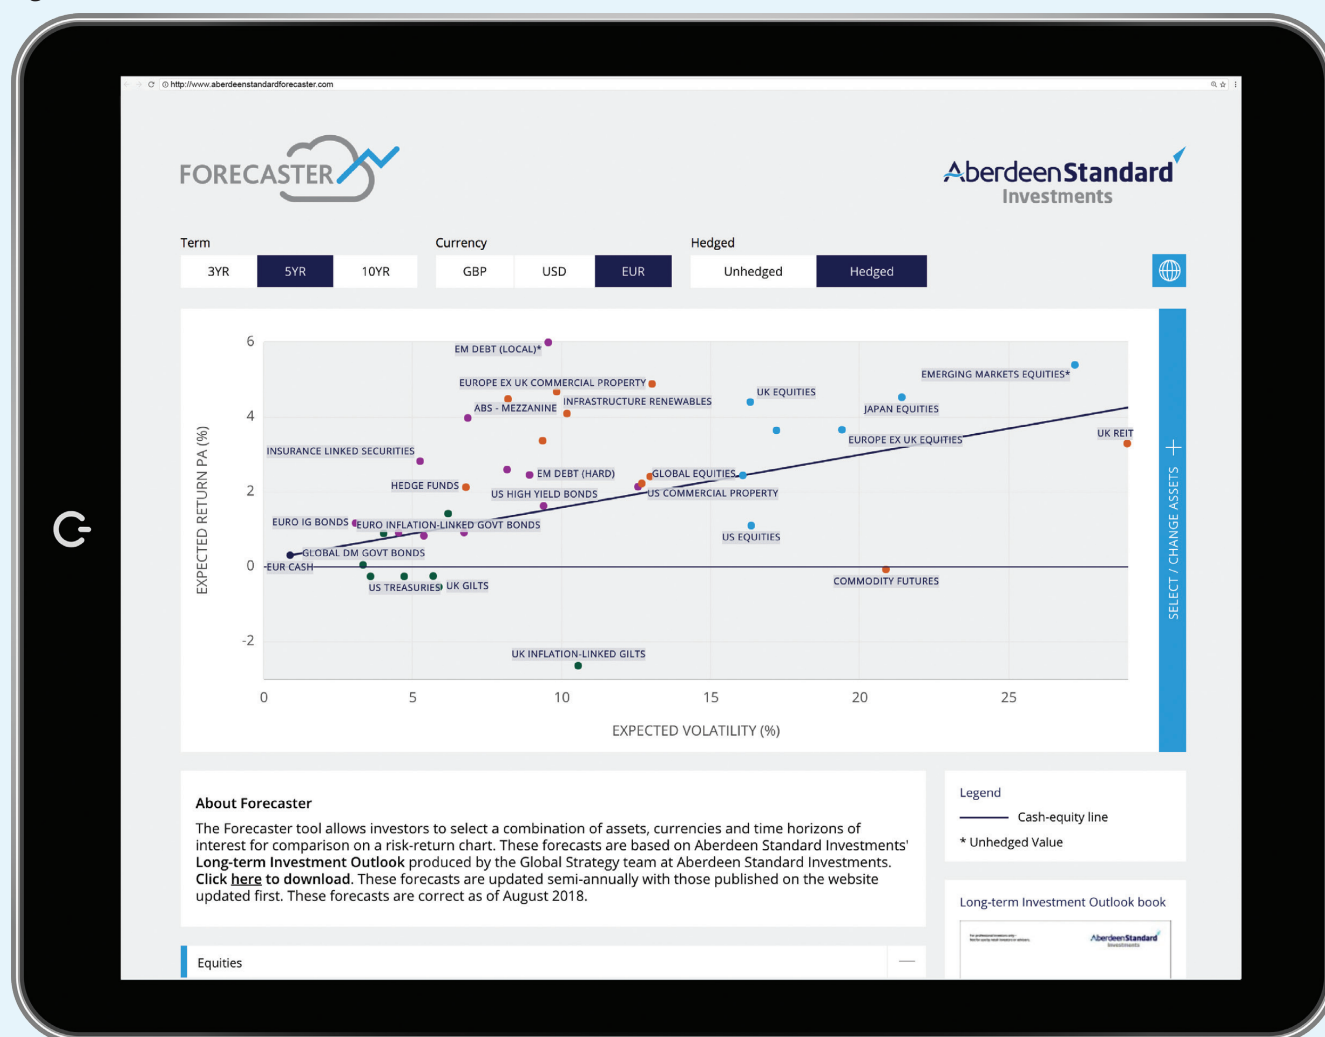 http://www.aberdeenstandardforecaster.com
FORECASTER
AberdeenStandard
Investments
Term
Currency
Hedged
3YR 5YR 10YR GBP USD EUR Unhedged Hedged
6
EM DEBT (LOCAL)*
EMERGING MARKETS EQUITIES*
EUROPE EX UK COMMERCIAL PROPERTY
UK EQUITIES
INFRASTRUCTURE RENEWABLES
ABS - MEZZANINE
JAPAN EQUITIES
4
UK REIT
EUROPE EX UK EQUITIES
INSURANCE LINKED SECURITIES
EM DEBT (HARD)
GLOBAL EQUITIES
HEDGE FUNDS
2
US HIGH YIELD BONDS
US COMMERCIAL PROPERTY
EURO IG BONDS
EURO INFLATION-LINKED GOVT BONDS
US EQUITIES
GLOBAL DM GOVT BONDS
0
EUR CASH
COMMODITY FUTURES
US TREASURIES
UK GILTS
-2
UK INFLATION-LINKED GILTS
0 5 10 15 20 25
EXPECTED RETURN PA (%)
EXPECTED VOLATILITY (%)
SELECT / CHANGE ASSETS +
About Forecaster
The Forecaster tool allows investors to select a combination of assets, currencies and time horizons of
interest for comparison on a risk-return chart. These forecasts are based on Aberdeen Standard Investments'
Long-term Investment Outlook produced by the Global Strategy team at Aberdeen Standard Investments.
Click here to download. These forecasts are updated semi-annually with those published on the website
updated first. These forecasts are correct as of August 2018.
Legend
Cash-equity line
* Unhedged Value
Long-term Investment Outlook book
AberdeenStandard
Investments
Equities